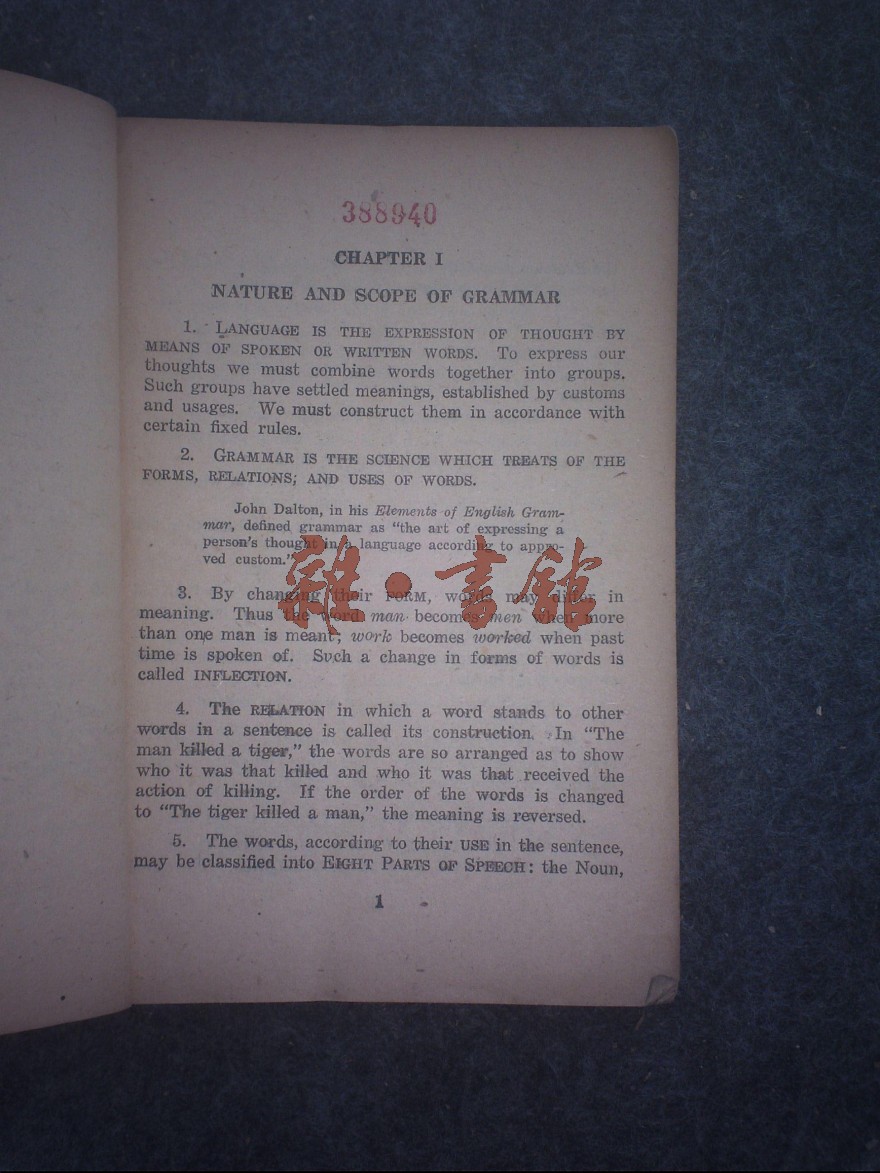 388940
CHAPTER I
NATURE AND SCOPE OF GRAMMAR
1. LANGUAGE IS THE EXPRESSION OF THOUGHT BY
MEANS OF SPOKEN OR WRITTEN WORDS. To express our
thoughts we must combine words together into groups.
Such groups have settled meanings, established by customs
and usages. We must construct them in accordance with
certain fixed rules.
2. GRAMMAR IS THE SCIENCE WHICH TREATS OF THE
FORMS, RELATIONS, AND USES OF WORDS.
John Dalton, in his Elements of English Gram-
mar, defined grammar as "the art of expressing a
person's thought in a language according to appro-
ved custom."
雜·書館
3. By changing their FORM, words may differ in
meaning. Thus the word man becomes men when more
than one man is meant; work becomes worked when past
time is spoken of. Such a change in forms of words is
called INFLECTION.
4. The RELATION in which a word stands to other
words in a sentence is called its construction. In "The
man killed a tiger," the words are so arranged as to show
who it was that killed and who it was that received the
action of killing. If the order of the words is changed
to "The tiger killed a man," the meaning is reversed.
5. The words, according to their USE in the sentence,
may be classified into EIGHT PARTS OF SPEECH: the Noun,
1